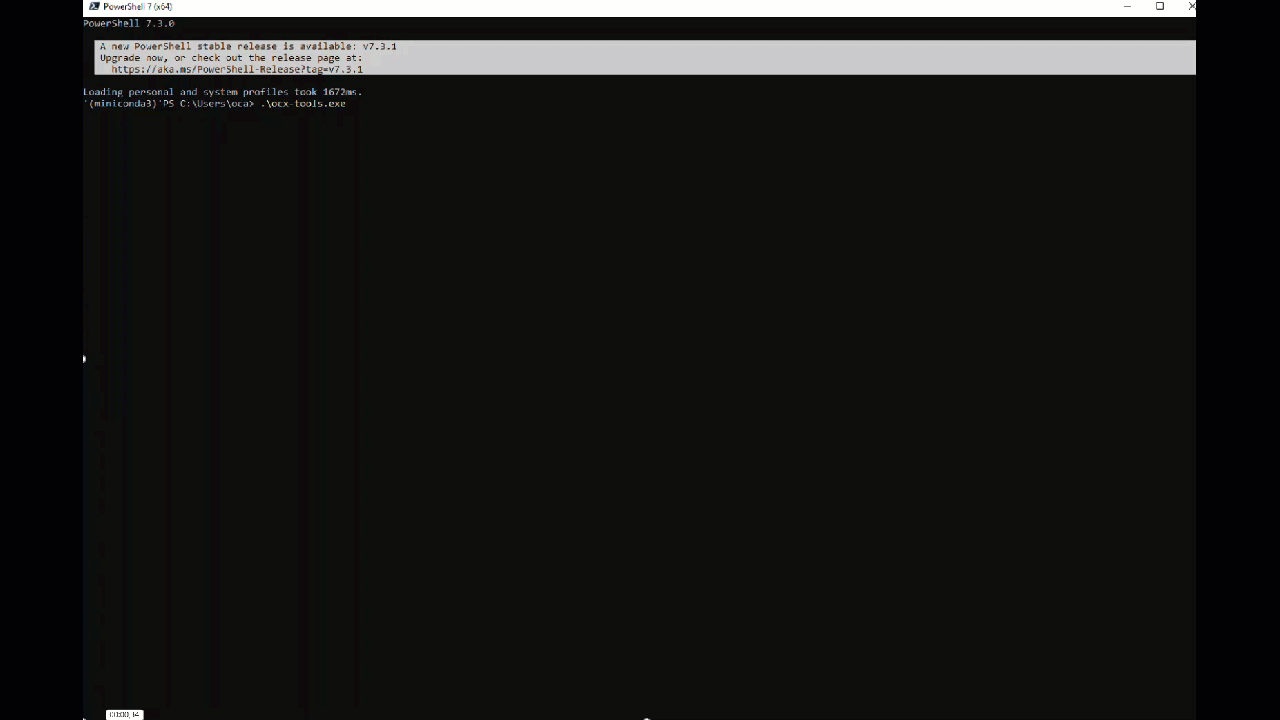 PowerShell 7 (x64)
PowerShell 7.3.0
A new PowerShell stable release is available: v7.3.1
Upgrade now, or check out the release page at:
https://aka.ms/PowerShell-Release?tag=v7.3.1
Loading personal and system profiles took 1672ms.
'(miniconda3)'PS C:\Users\oca> .\ocx-tools.exe